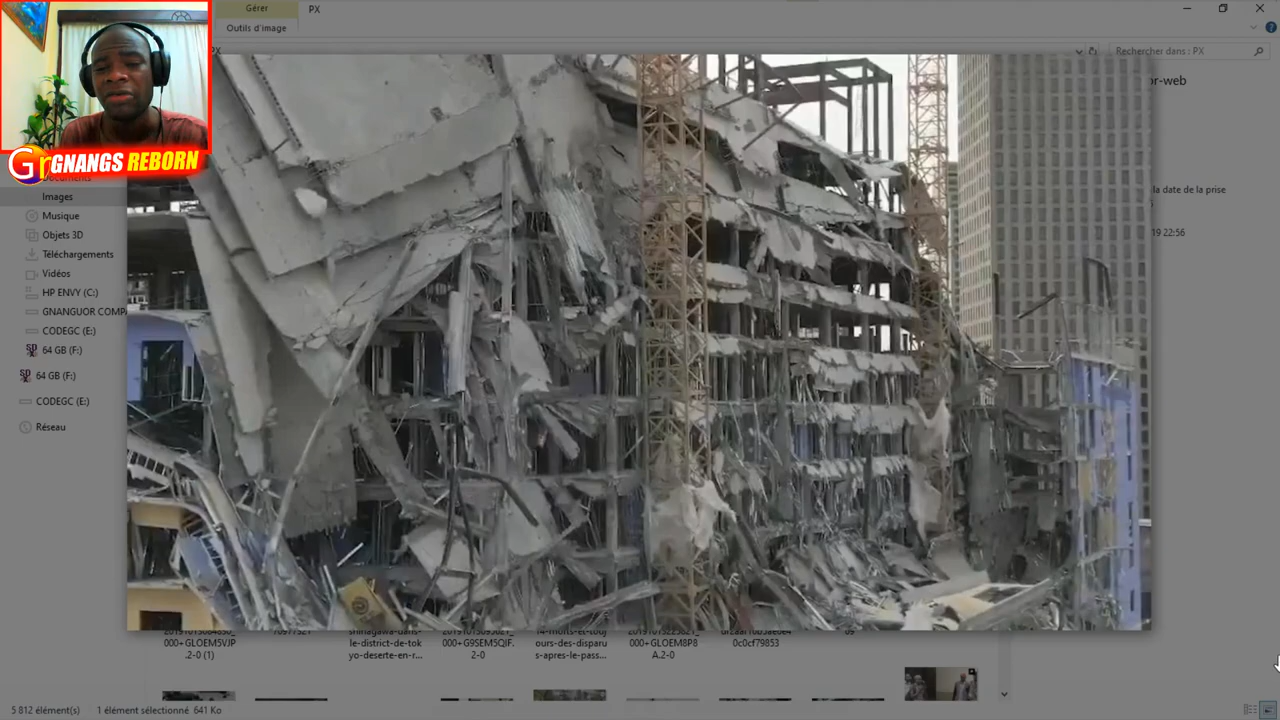 Gérer
PX
Outils d'image
PX
Rechercher dans : PX
or-web
Gr GNANGS REBORN
Documents
Images
la date de la prise
Musique
19 22:56
Objets 3D
Téléchargements
Vidéos
HP ENVY (C:)
GNANGUOR COMP
CODEGC (E:)
64 GB (F:)
64 GB (F:)
CODEGC (E:)
Réseau
shinagawa-dans-
le-district-de-tok
yo-deserte-en-r...
000+GLOEM5VJP
.2-0 (1)
000+G9SEM5QIF.
2-0
14-morts-et-touj
ours-des-disparu
s-apres-le-pass...
000+GLOEM8P8
A.2-0
0c0cf79853
5 812 élément(s)
1 élément sélectionné 641 Ko